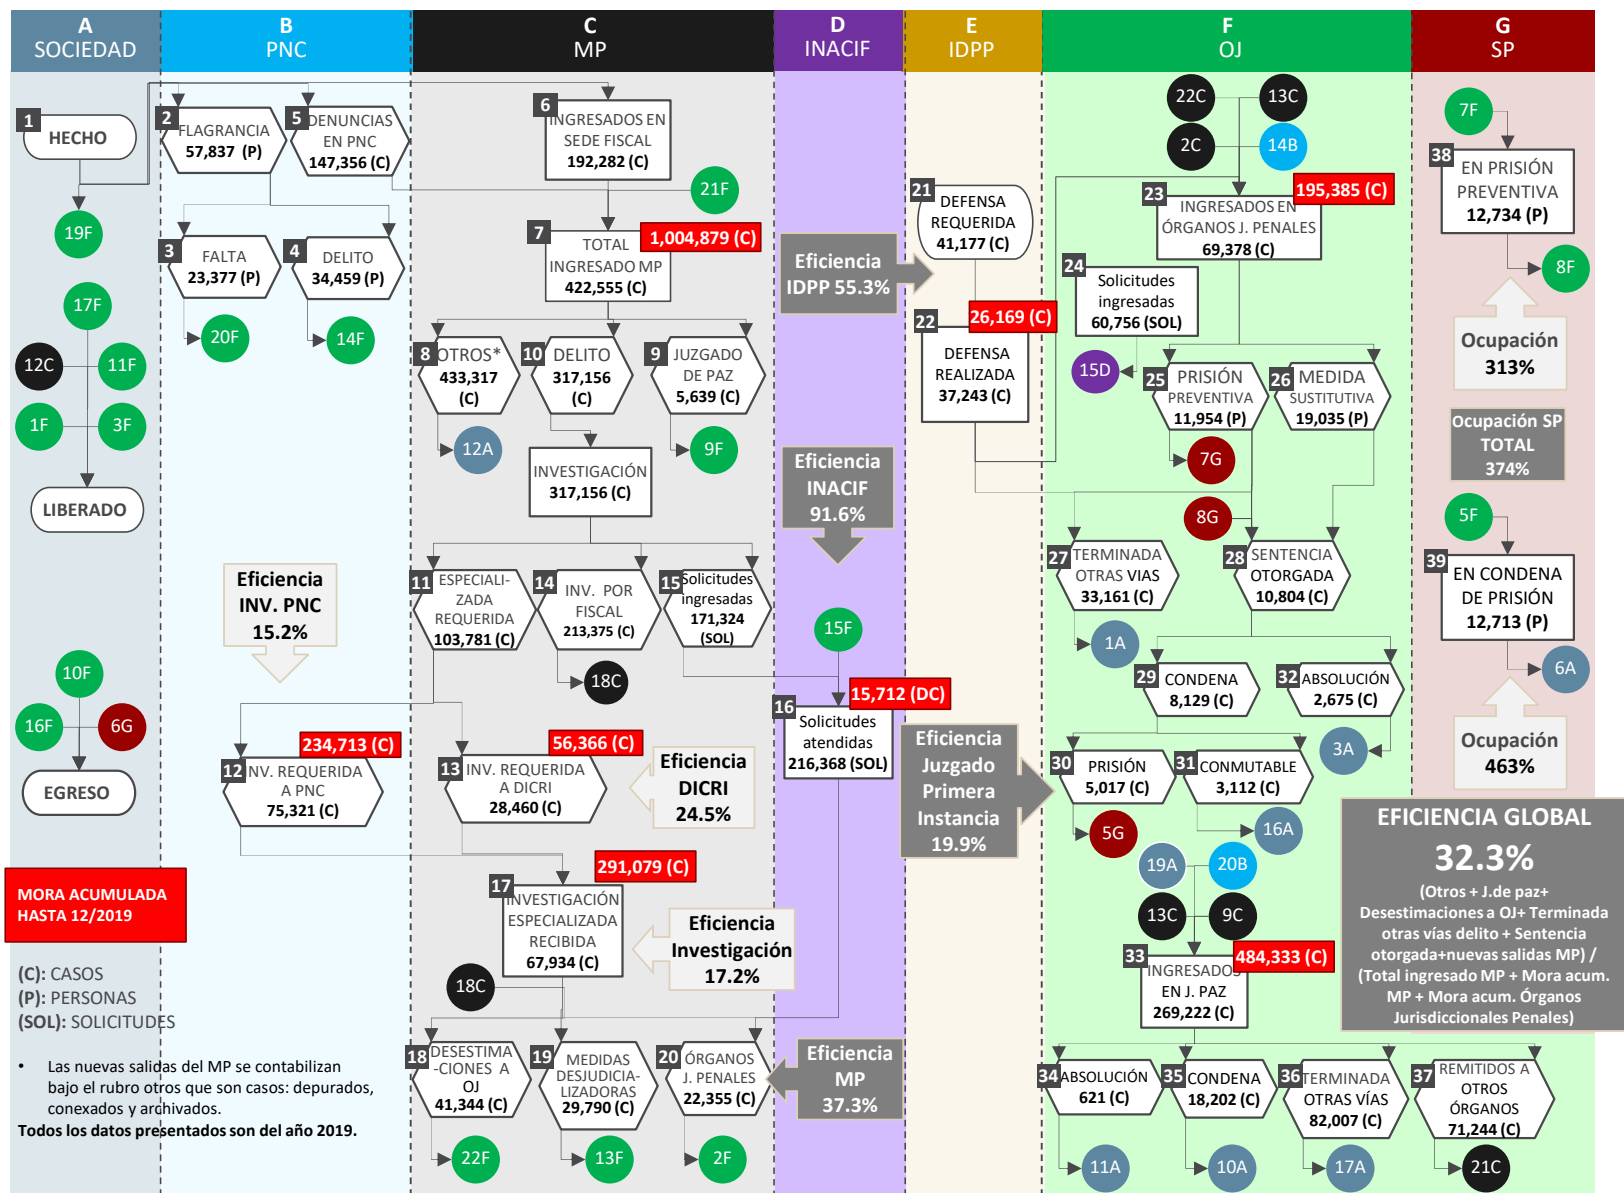 A
SOCIEDAD
B
PNC
C
MP
D
INACIF
E
IDPP
F
OJ
G
SP
1
HECHO
19F
17F
12C
11F
1F
3F
LIBERADO
10F
16F
6G
EGRESO
MORA ACUMULADA
HASTA 12/2019
(C): CASOS
(P): PERSONAS
(SOL): SOLICITUDES
• Las nuevas salidas del MP se contabilizan
bajo el rubro otros que son casos: depurados,
conexados y archivados.
Todos los datos presentados son del año 2019.
2
FLAGRANCIA
57,837 (P)
5
DENUNCIAS
EN PNC
147,356 (C)
3
FALTA
23,377 (P)
4
DELITO
34,459 (P)
20F
14F
Eficiencia
INV. PNC
15.2%
234,713 (C)
12
NV. REQUERIDA
A PNC
75,321 (C)
6
INGRESADOS EN
SEDE FISCAL
192,282 (C)
21F
7
TOTAL
INGRESADO MP
422,555 (C)
1,004,879 (C)
8
OTROS*
433,317
(C)
10
DELITO
317,156
(C)
9
JUZGADO
DE PAZ
5,639 (C)
12A
9F
INVESTIGACIÓN
317,156 (C)
11
ESPECIALI-
ZADA
REQUERIDA
103,781 (C)
14
INV. POR
FISCAL
213,375 (C)
15
Solicitudes
ingresadas
171,324
(SOL)
18C
56,366 (C)
13
INV. REQUERIDA
A DICRI
28,460 (C)
Eficiencia
DICRI
24.5%
291,079 (C)
17
INVESTIGACIÓN
ESPECIALIZADA
RECIBIDA
67,934 (C)
Eficiencia
Investigación
17.2%
18C
18
DESESTIMA
-CIONES A
OJ
41,344 (C)
19
MEDIDAS
DESJUDICIA-
LIZADORAS
29,790 (C)
20
ÓRGANOS
J. PENALES
22,355 (C)
22F
13F
2F
Eficiencia
MP
37.3%
Eficiencia
IDPP 55.3%
Eficiencia
INACIF
91.6%
15F
15,712 (DC)
16
Solicitudes
atendidas
216,368 (SOL)
21
DEFENSA
REQUERIDA
41,177 (C)
26,169 (C)
22
DEFENSA
REALIZADA
37,243 (C)
Eficiencia
Juzgado
Primera
Instancia
19.9%
22C
13C
2C
14B
23
195,385 (C)
INGRESADOS EN
ÓRGANOS J. PENALES
69,378 (C)
24
Solicitudes
ingresadas
60,756 (SOL)
15D
25
PRISIÓN
PREVENTIVA
11,954 (P)
26
MEDIDA
SUSTITUTIVA
19,035 (P)
7G
8G
27
TERMINADA
OTRAS VIAS
33,161 (C)
28
SENTENCIA
OTORGADA
10,804 (C)
1A
29
CONDENA
8,129 (C)
32
ABSOLUCIÓN
2,675 (C)
3A
30
PRISIÓN
5,017 (C)
31
CONMUTABLE
3,112 (C)
5G
16A
19A
20B
13C
9C
33
484,333 (C)
INGRESADOS
EN J. PAZ
269,222 (C)
34
ABSOLUCIÓN
621 (C)
35
CONDENA
18,202 (C)
36
TERMINADA
OTRAS VÍAS
82,007 (C)
37
REMITIDOS A
OTROS
ÓRGANOS
71,244 (C)
11A
10A
17A
21C
7F
38
EN PRISIÓN
PREVENTIVA
12,734 (P)
8F
Ocupación
313%
Ocupación SP
TOTAL
374%
5F
39
EN CONDENA
DE PRISIÓN
12,713 (P)
6A
Ocupación
463%
EFICIENCIA GLOBAL
32.3%
(Otros + J.de paz+
Desestimaciones a OJ+ Terminada
otras vías delito + Sentencia
otorgada+nuevas salidas MP) /
(Total ingresado MP + Mora acum.
MP + Mora acum. Órganos
Jurisdiccionales Penales)